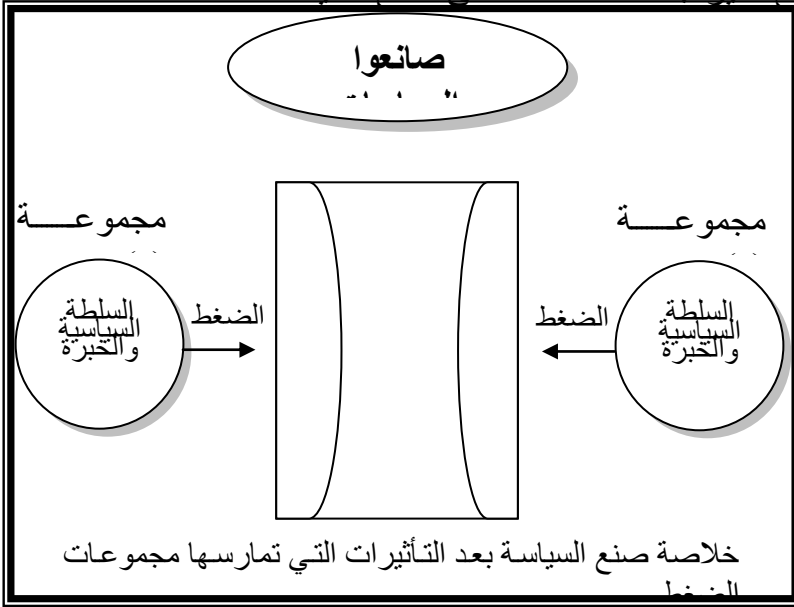 صانعوا
مجموعة
مجموعة
السلطة
السياسية
والخبرة
الضغط
الضغط
السلطة
السياسية
والخبرة
خلاصة صنع السياسة بعد التأثيرات التي تمارسها مجموعات
الضغط